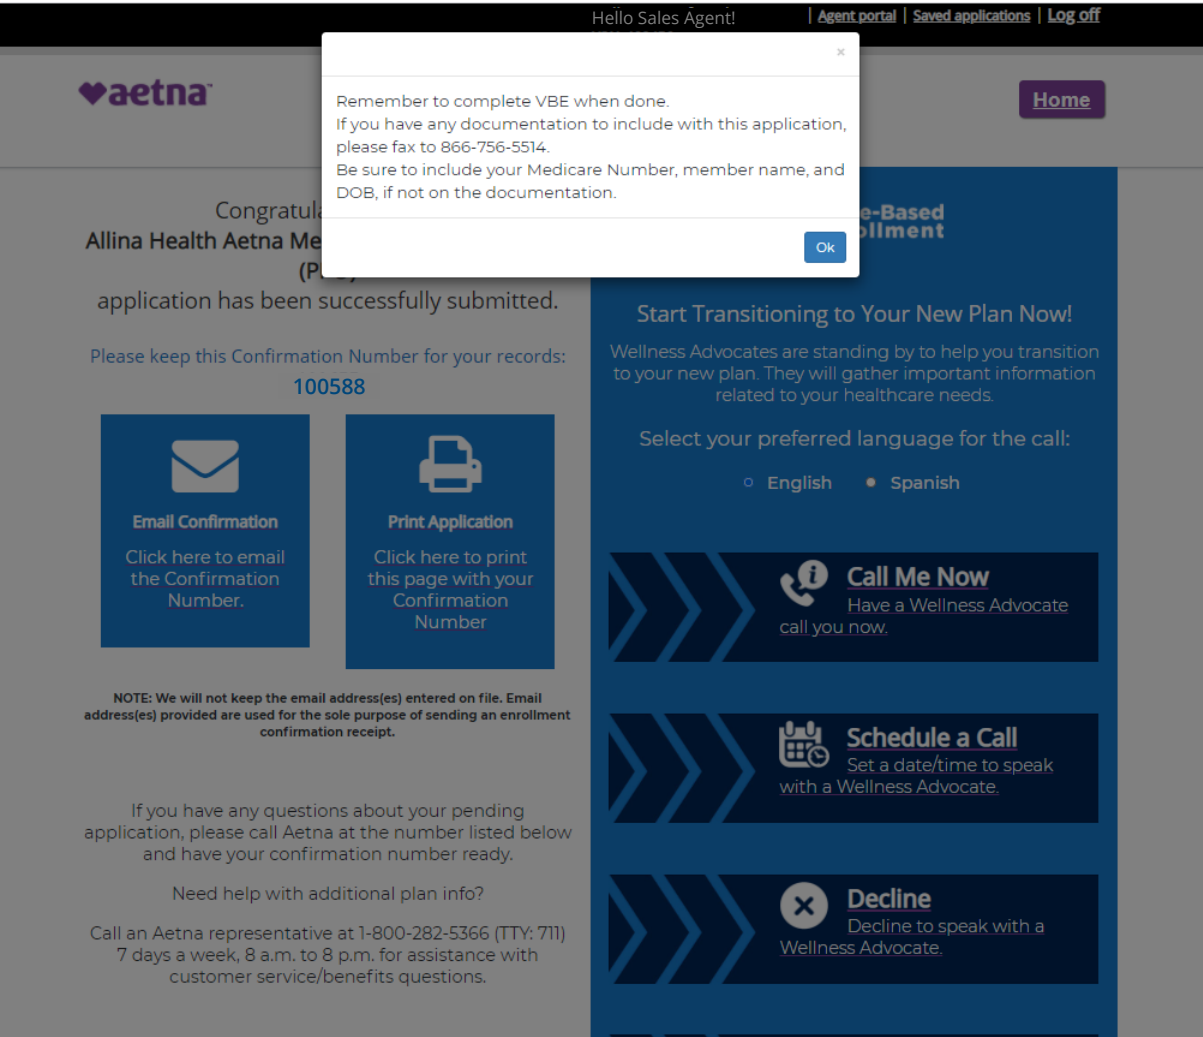 Hello Sales Agent!
| Agent portal | Saved applications | Log off
×
aetna™
Home
Remember to complete VBE when done.
If you have any documentation to include with this application,
please fax to 866-756-5514.
Be sure to include your Medicare Number, member name, and
DOB, if not on the documentation.
Ok
Allina Health Aetna
application has been successfully submitted.
Please keep this Confirmation Number for your records:
100588
Email Confirmation
Click here to email
the Confirmation
Number.
Print Application
Click here to print
this page with your
Confirmation
Number
NOTE: We will not keep the email address(es) entered on file. Email
address(es) provided are used for the sole purpose of sending an enrollment
confirmation receipt.
If you have any questions about your pending
application, please call Aetna at the number listed below
and have your confirmation number ready.
Need help with additional plan info?
Call an Aetna representative at 1-800-282-5366 (TTY: 711)
7 days a week, 8 a.m. to 8 p.m. for assistance with
customer service/benefits questions.
e-Based
ollment
Start Transitioning to Your New Plan Now!
Wellness Advocates are standing by to help you transition
to your new plan. They will gather important information
related to your healthcare needs.
Select your preferred language for the call:
English
Spanish
Call Me Now
Have a Wellness Advocate
call you now.
Schedule a Call
Set a date/time to speak
with a Wellness Advocate.
Decline
Decline to speak with a
Wellness Advocate.